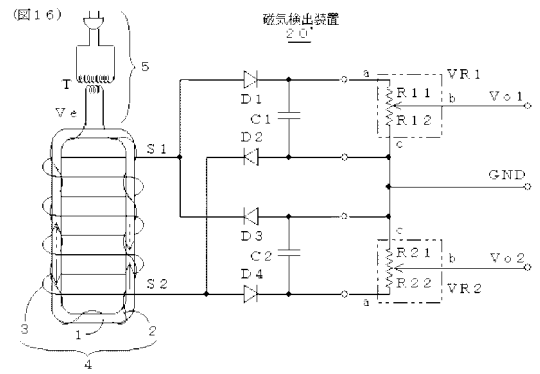 (図16)
磁気検出装置
20'
5
T
Ve
S1
S2
3
1
2
4
D1
C1
D2
D3
C2
D4
a
VR1
R11
b
Vo1
R12
c
GND
c
R21
b
Vo2
R22
a
VR2